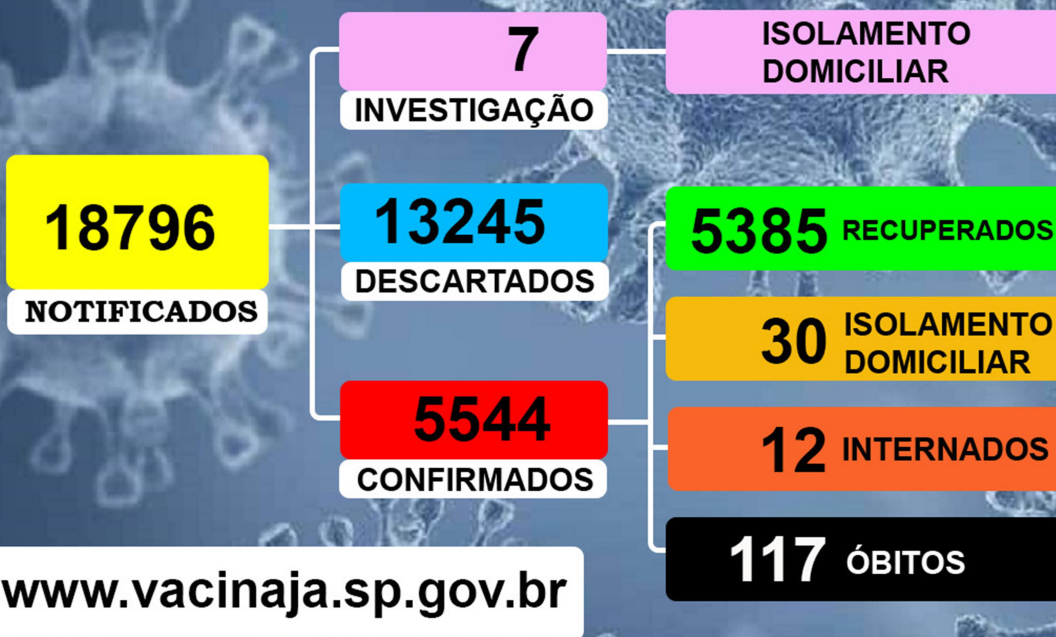 18796
NOTIFICADOS
7
INVESTIGAÇÃO
ISOLAMENTO
DOMICILIAR
13245
DESCARTADOS
5544
CONFIRMADOS
5385 RECUPERADOS
30 ISOLAMENTO
DOMICILIAR
12 INTERNADOS
117 ÓBITOS
www.vacinaja.sp.gov.br